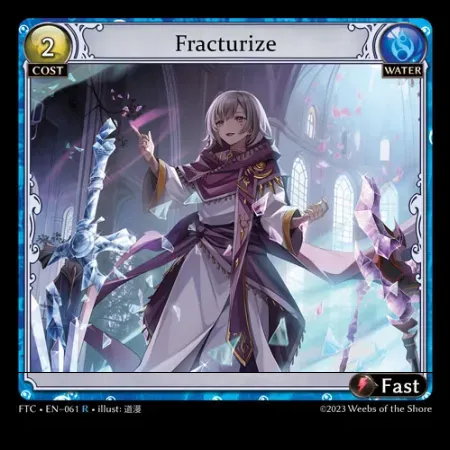 2
Fracturize
COST
WATER
Fast
FTC • EN-061 R • illust: 道漫
©2023 Weebs of the Shore